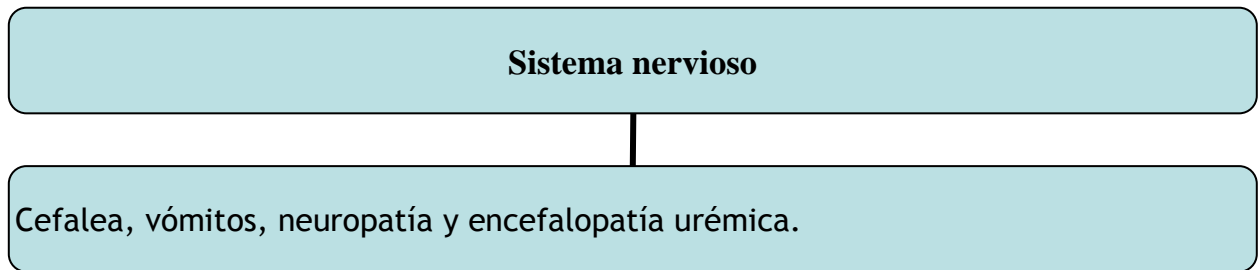 Sistema nervioso
Cefalea, vómitos, neuropatía y encefalopatía urémica.